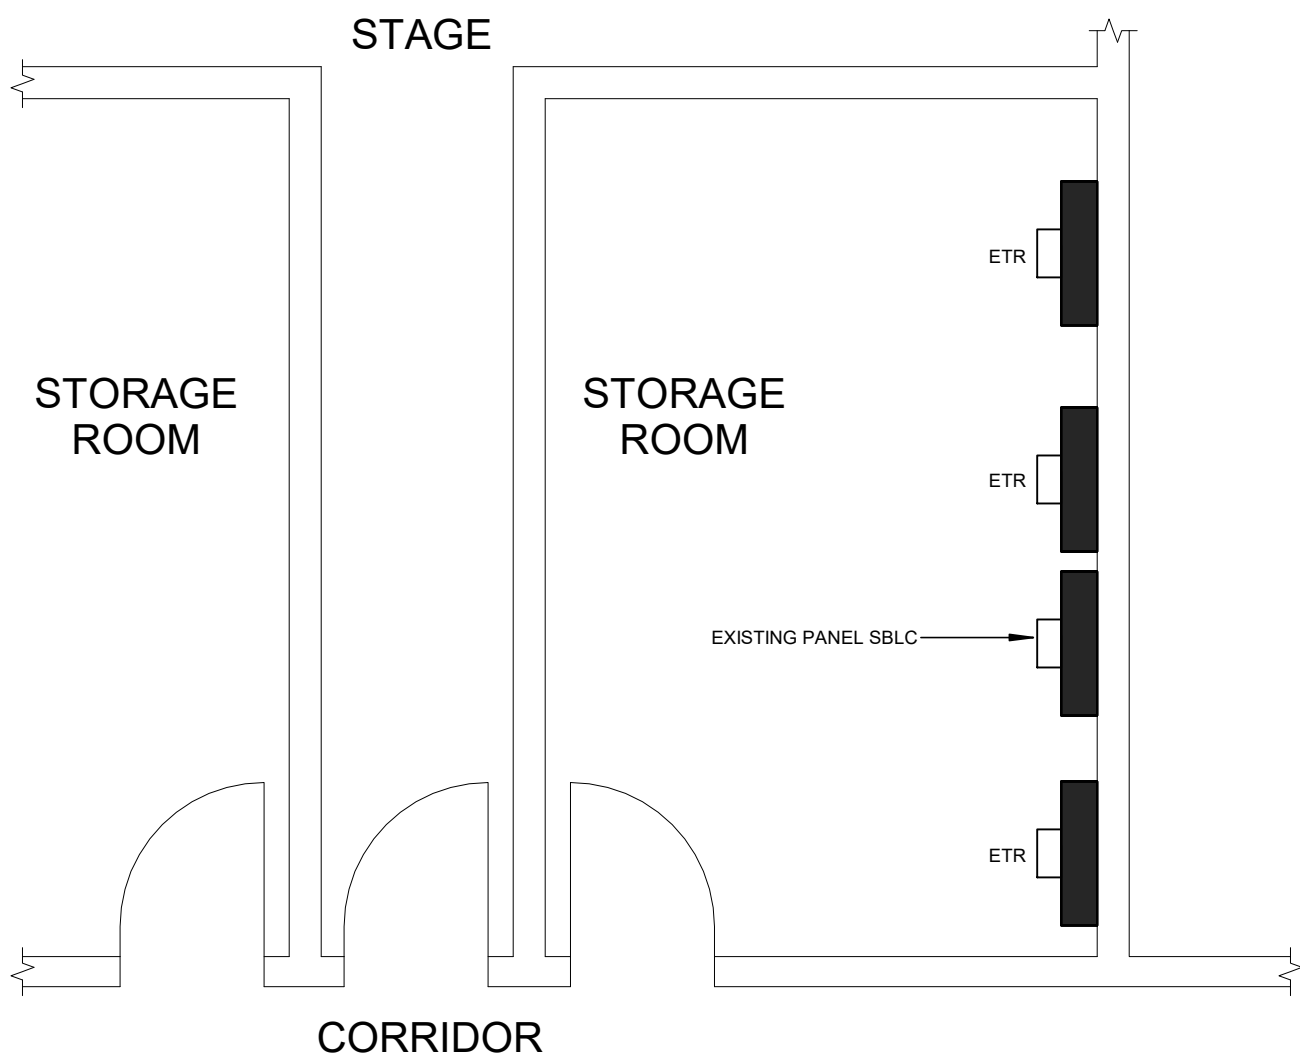 STAGE
ETR
STORAGE
ROOM
STORAGE
ROOM
ETR
EXISTING PANEL SBLC
ETR
CORRIDOR